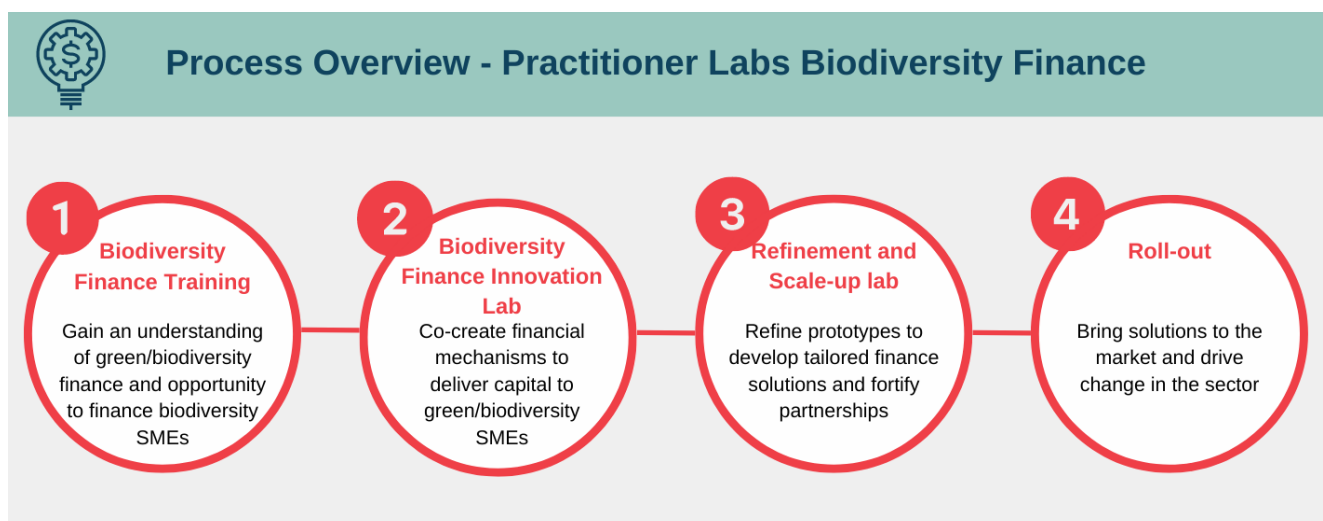 $
Process Overview - Practitioner Labs Biodiversity Finance
1
Biodiversity
Finance Training
Gain an understanding
of green/biodiversity
finance and opportunity
to finance biodiversity
SMEs
2
Biodiversity
Finance Innovation
Lab
Co-create financial
mechanisms to
deliver capital to
green/biodiversity
SMEs
3
Refinement and
Scale-up lab
Refine prototypes to
develop tailored finance
solutions and fortify
partnerships
4
Roll-out
Bring solutions to the
market and drive
change in the sector